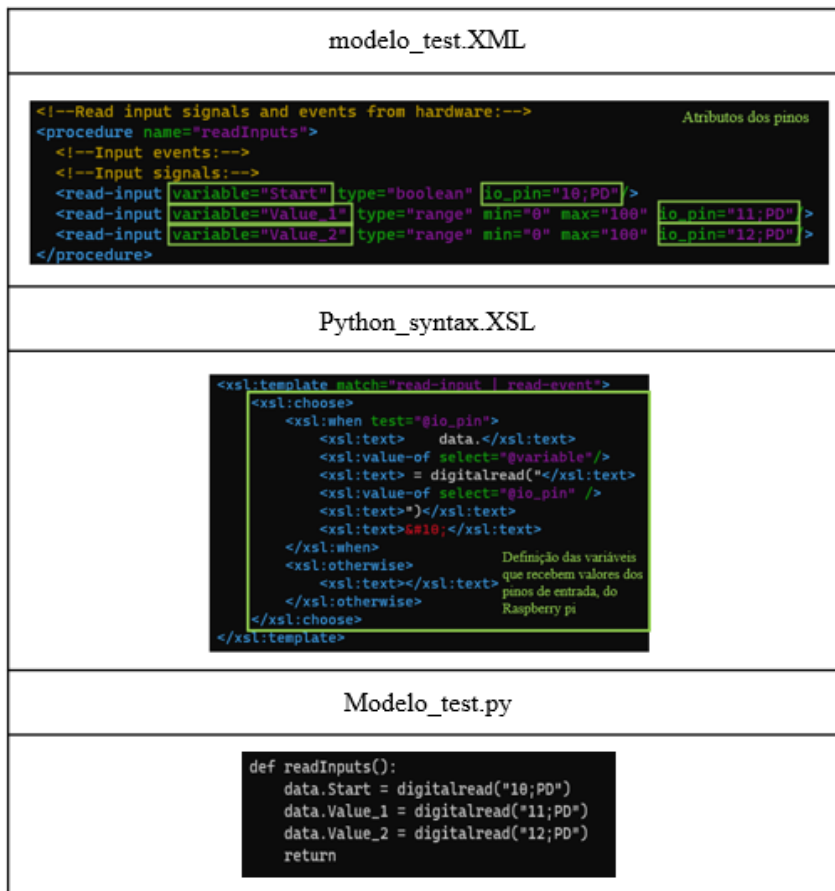 modelo_test.XML
<!--Read input signals and events from hardware:-->
Atributos dos pinos
<procedure name="readInputs">
<!--Input events:-->
<!--Input signals:-->
<read-input variable="Start" type="boolean" io_pin="10;PD"/>
<read-input variable="Value_1" type="range" min="0" max="100" io_pin="11;PD"/>
<read-input variable="Value_2" type="range" min="0" max="100" io_pin="12;PD"/>
</procedure>
Python_syntax.XSL
<xsl:template match="read-input | read-event">
<xsl:choose>
<xsl:when test="@io_pin">
<xsl:text>    data.</xsl:text>
<xsl:value-of select="@variable"/>
<xsl:text> = digitalread("</xsl:text>
<xsl:value-of select="@io_pin" />
<xsl:text>")</xsl:text>
<xsl:text>&#10;</xsl:text>
</xsl:when>
<xsl:otherwise>
<xsl:text></xsl:text>
</xsl:otherwise>
</xsl:choose>
</xsl:template>
Definição das variáveis
que recebem valores dos
pinos de entrada, do
Raspberry pi
Modelo_test.py
def readInputs():
    data.Start = digitalread("10;PD")
    data.Value_1 = digitalread("11;PD")
    data.Value_2 = digitalread("12;PD")
    return